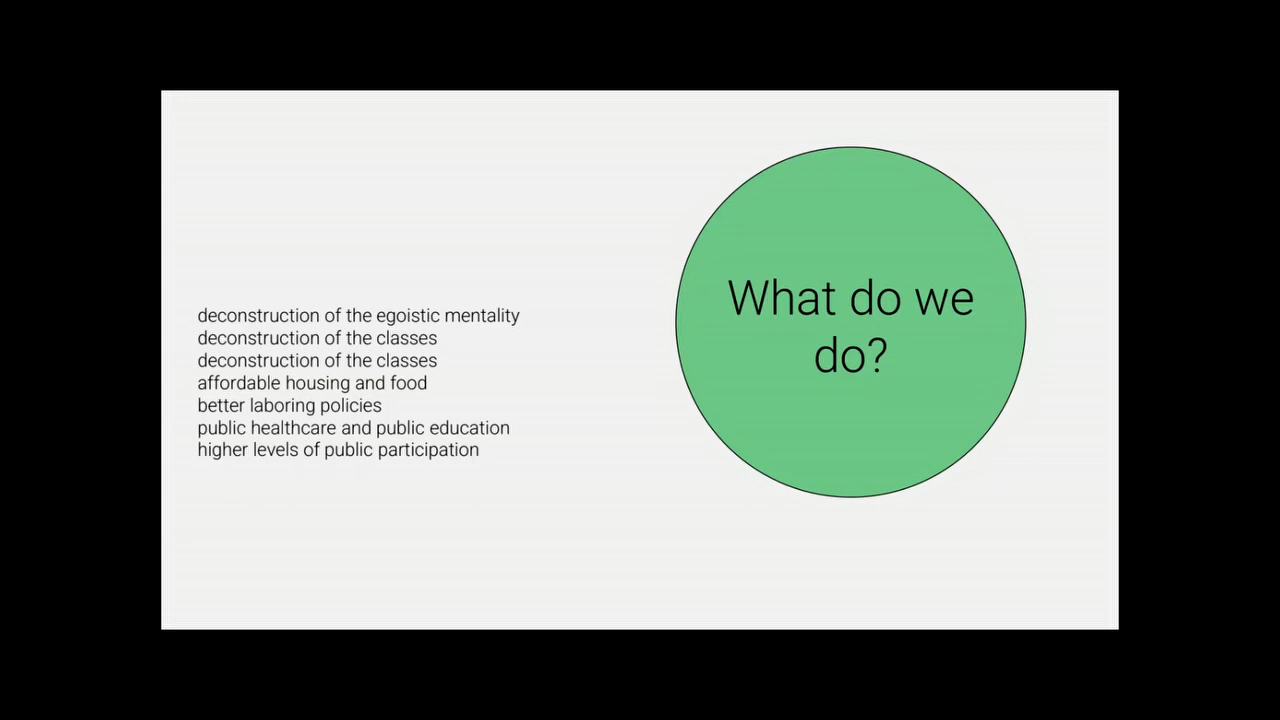 deconstruction of the egoistic mentality
deconstruction of the classes
deconstruction of the classes
affordable housing and food
better laboring policies
public healthcare and public education
higher levels of public participation
What do we
do?